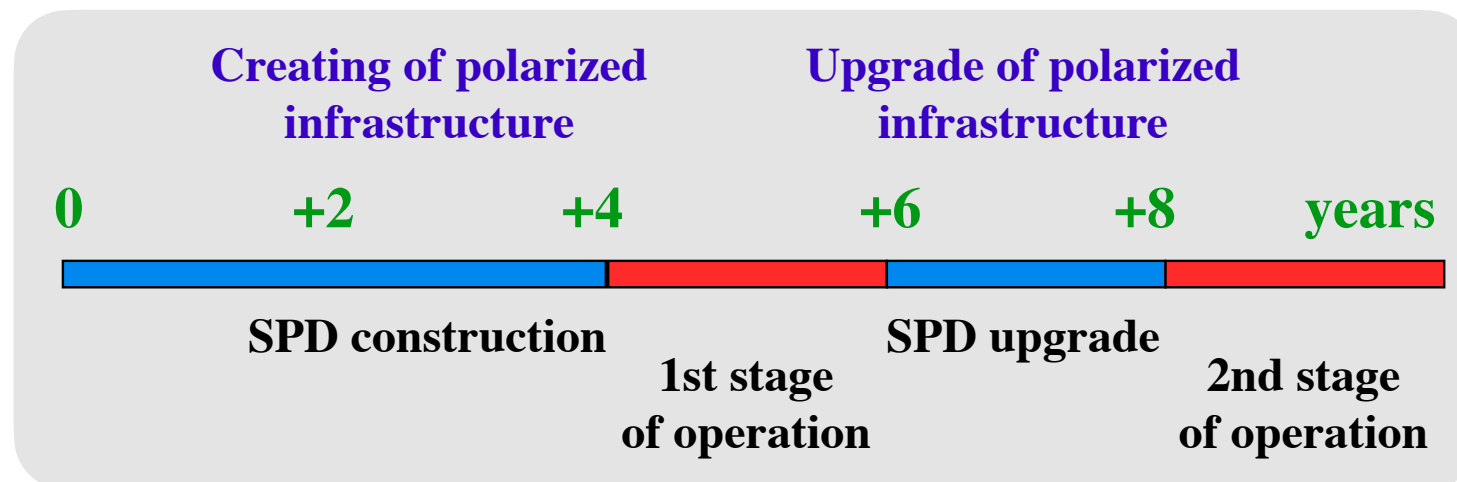 Creating of polarized
infrastructure
Upgrade of polarized
infrastructure
0 +2 +4 +6 +8 years
SPD construction
1st stage
of operation
SPD upgrade
2nd stage
of operation